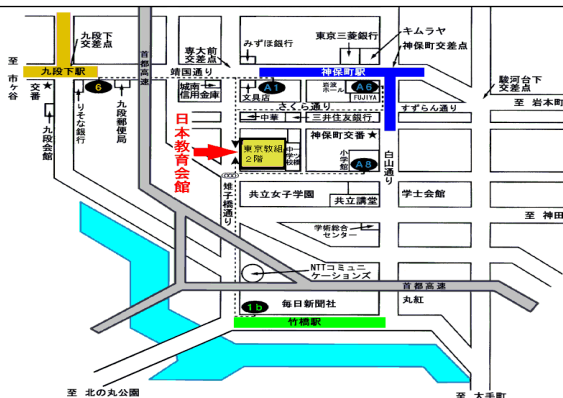 九段下
交差点
首都高速
専大前
交差点
みずほ銀行
東京三菱銀行
キムラヤ
神保町交差点
至
市ヶ谷
九段下駅
靖国通り
神保町駅
駿河台下
交差点
交番★
6
城南
信用金庫
A1
文具店
岩波
ホール
A6
FUJIYA
さくら通り
すずらん通り
至 岩本町
りそな銀行
九段郵便局
九段会館
中華
三井住友銀行
日本教育会館
東京教組
2階
神保町交番★
小学館
A8
白山通り
雉子橋通り
共立女子学園
共立講堂
学士会館
至 神田
学術総合
センター
NTTコミュニ
ケーションズ
首都高速
丸紅
1b
毎日新聞社
竹橋駅
至 北の丸公園
至 大手町